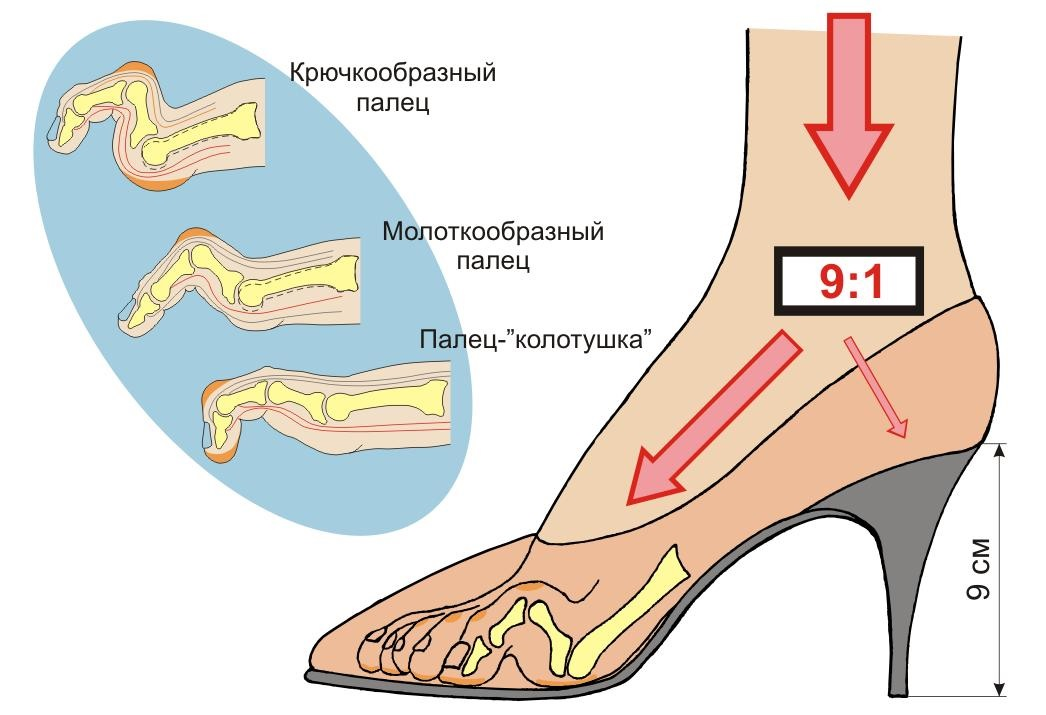 Крючкообразный
палец
Молоткообразный
палец
Палец-”колотушка”
9:1
9 см